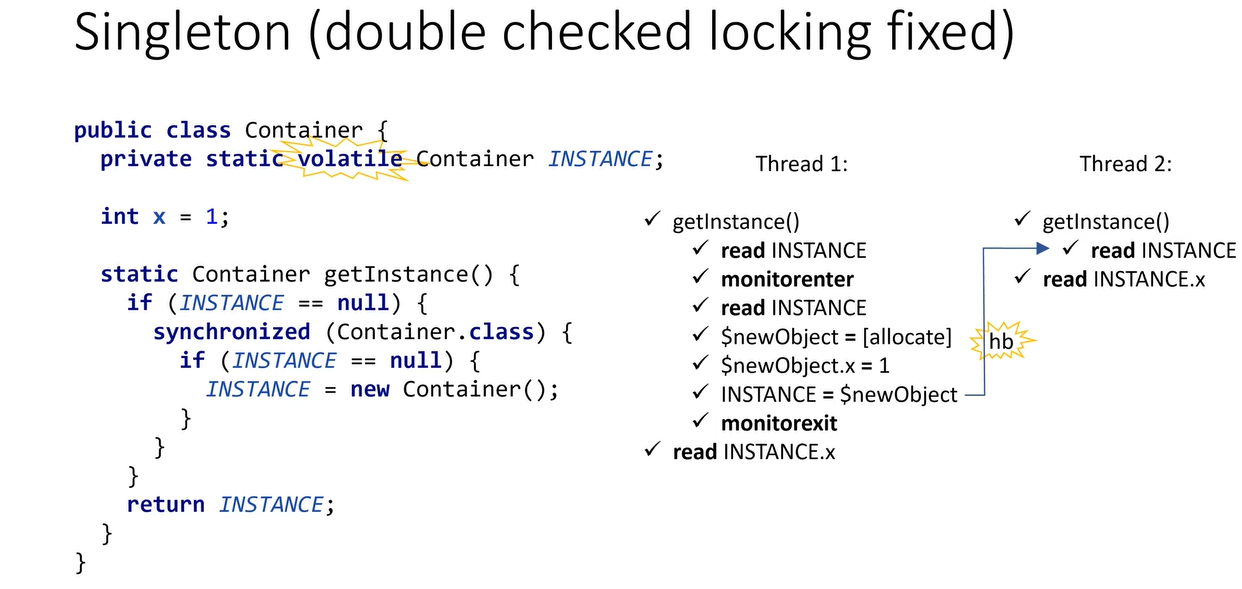 Singleton (double checked locking fixed)
public class Container {
private static volatile Container INSTANCE;
int x = 1;
static Container getInstance() {
if (INSTANCE == null) {
synchronized (Container.class) {
if (INSTANCE == null) {
INSTANCE = new Container();
}
}
}
return INSTANCE;
}
}
Thread 1:
✓ getInstance()
✓ read INSTANCE
✓ monitorenter
✓ read INSTANCE
✓ $newObject = [allocate]
✓ $newObject.x = 1
✓ INSTANCE = $newObject
✓ monitorexit
✓ read INSTANCE.x
hb
Thread 2:
✓ getInstance()
✓ read INSTANCE
✓ read INSTANCE.x